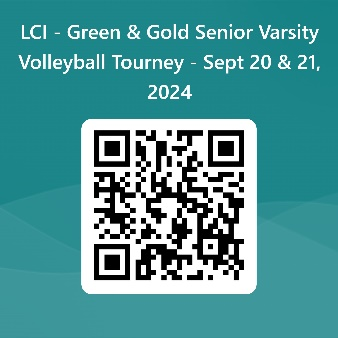 LCI - Green & Gold Senior Varsity
Volleyball Tourney - Sept 20 & 21,
2024